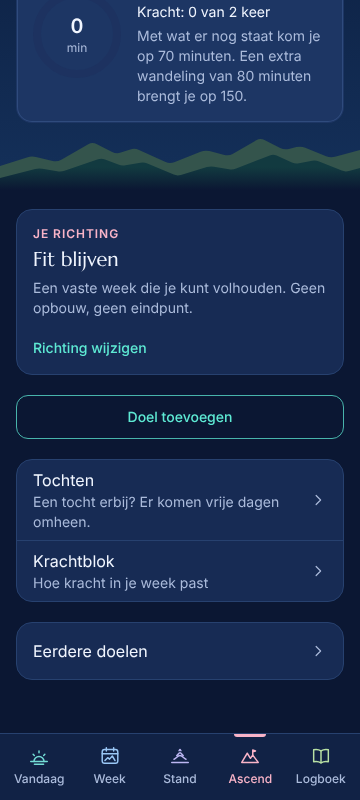 0
min
Kracht: 0 van 2 keer
Met wat er nog staat kom je
op 70 minuten. Een extra
wandeling van 80 minuten
brengt je op 150.
JE RICHTING
Fit blijven
Een vaste week die je kunt volhouden. Geen
opbouw, geen eindpunt.
Richting wijzigen
Doel toevoegen
Tochten
Een tocht erbij? Er komen vrije dagen
omheen.
Krachtblok
Hoe kracht in je week past
Eerdere doelen
Vandaag
Week
Stand
Ascend
Logboek